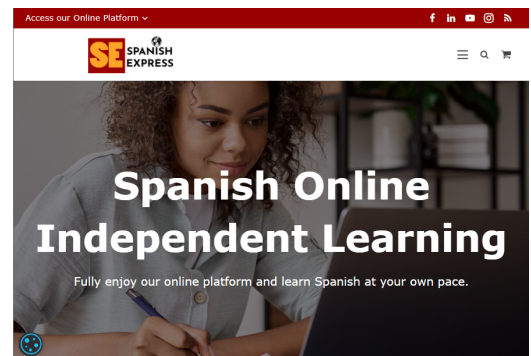 Access our Online Platform
SE SPANISH
EXPRESS
Spanish Online
Independent Learning
Fully enjoy our online platform and learn Spanish at your own pace.